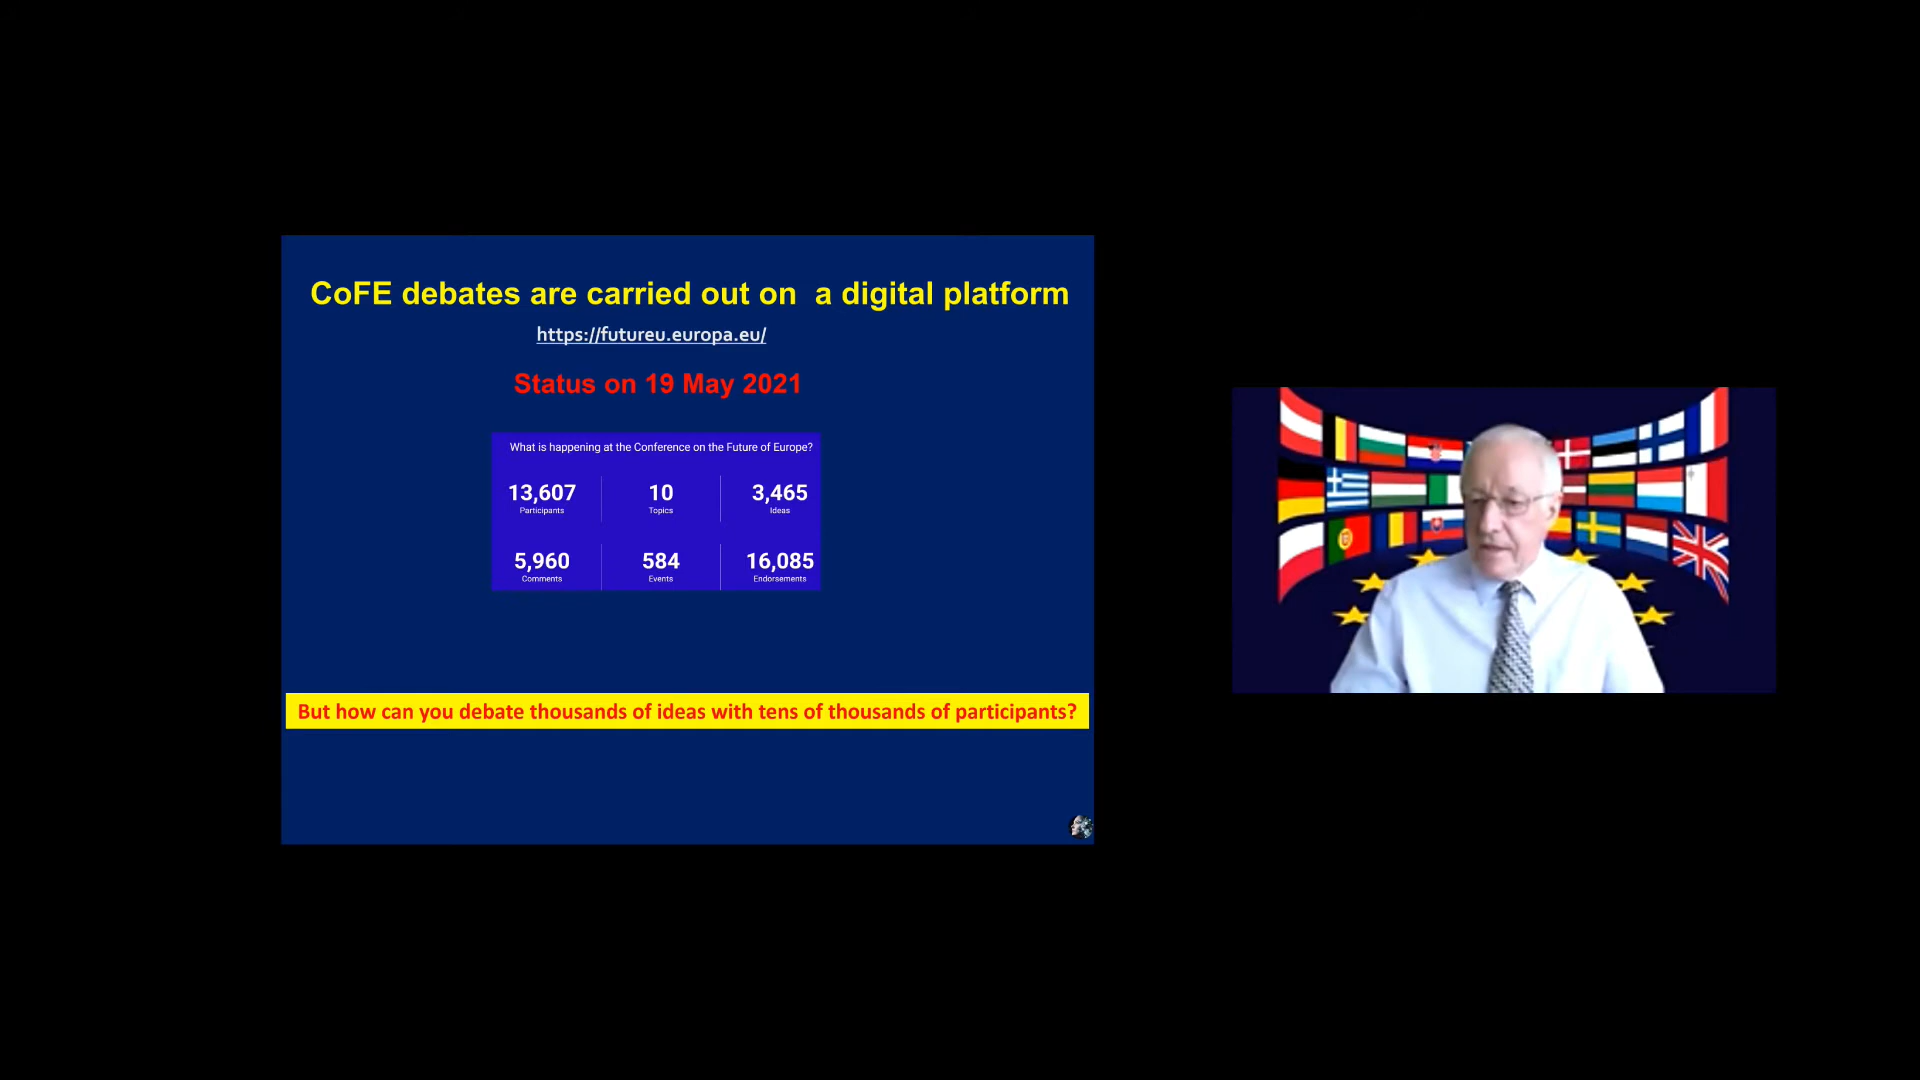 CoFE debates are carried out on  a digital platform
https://futureu.europa.eu/
Status on 19 May 2021
What is happening at the Conference on the Future of Europe?
13,607 10 3,465
Participants Topics Ideas
5,960 584 16,085
Comments Events Endorsements
But how can you debate thousands of ideas with tens of thousands of participants?